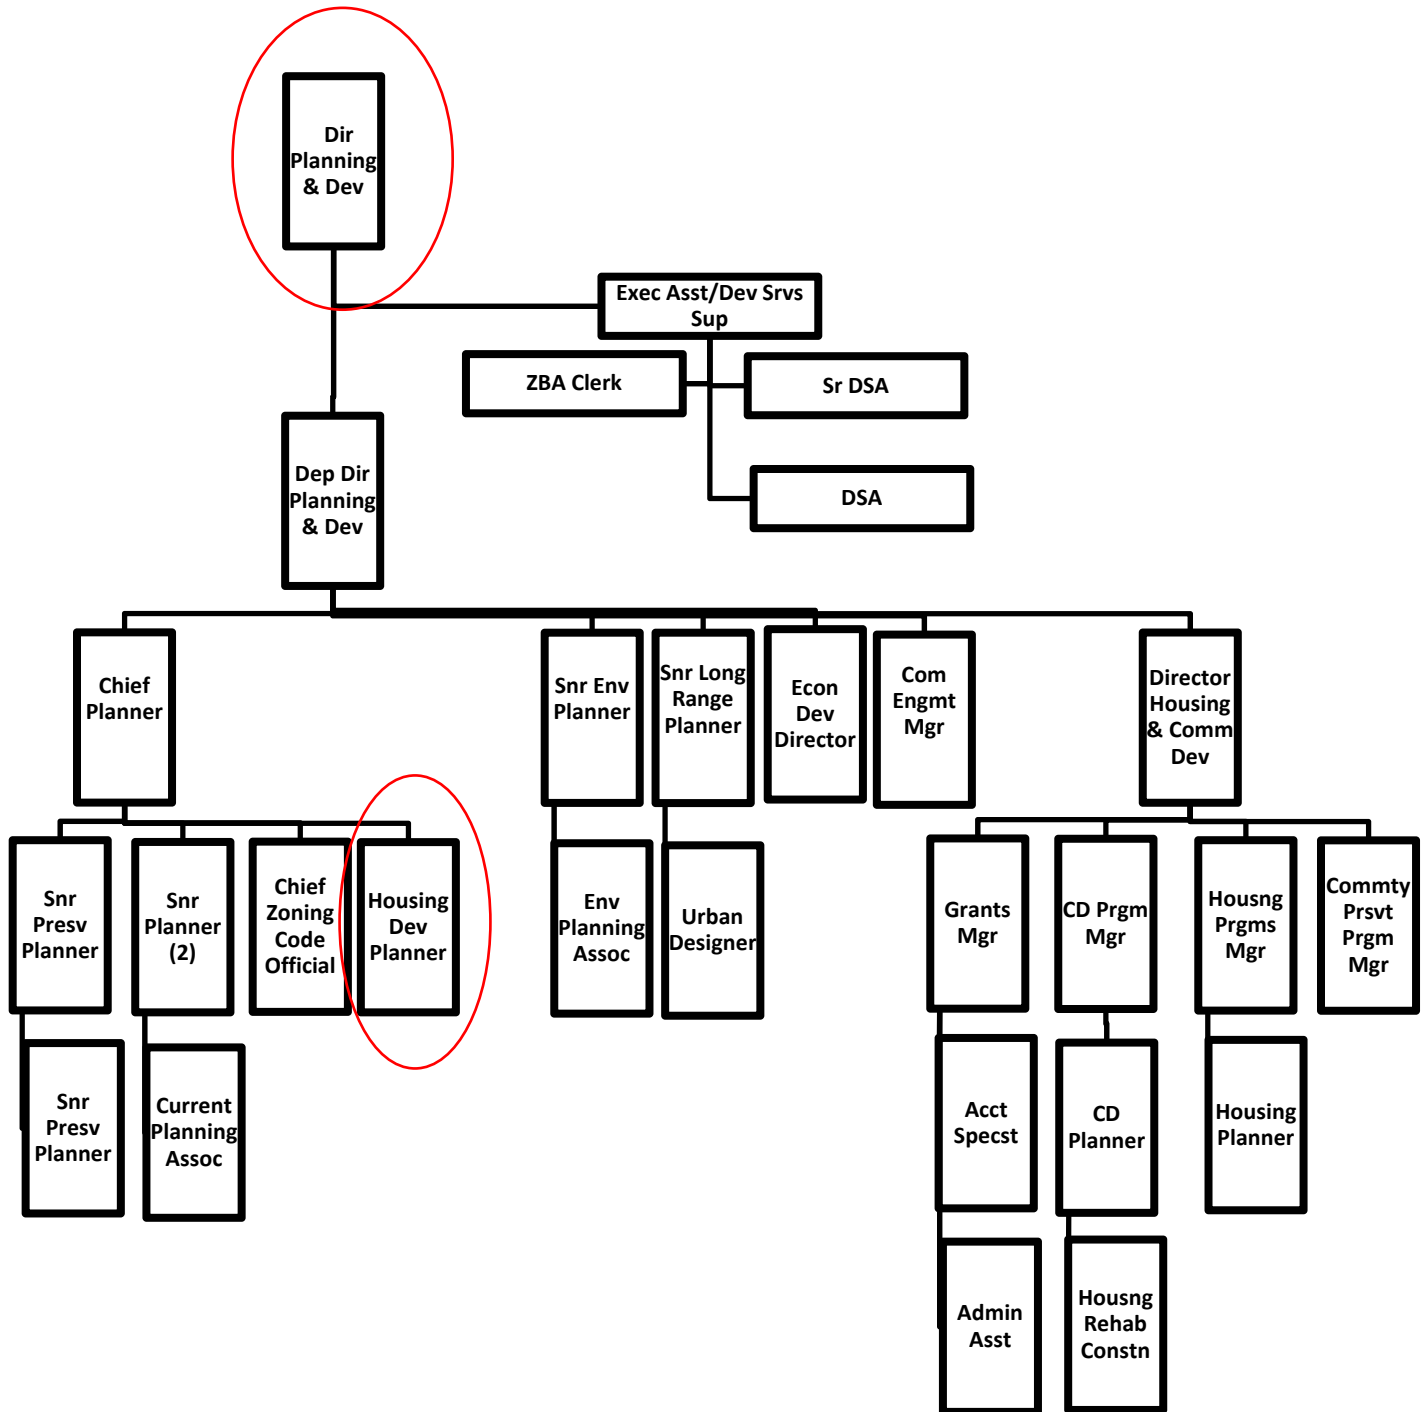 Dir
Planning
& Dev
Exec Asst/Dev Srvs
Sup
ZBA Clerk
Sr DSA
Dep Dir
Planning
& Dev
DSA
Chief
Planner
Snr Env
Planner
Snr Long
Range
Planner
Econ
Dev
Director
Com
Engmt
Mgr
Director
Housing
& Comm
Dev
Snr
Presv
Planner
Snr
Planner
(2)
Chief
Zoning
Code
Official
Housing
Dev
Planner
Env
Planning
Assoc
Urban
Designer
Grants
Mgr
CD Prgm
Mgr
Housng
Prgms
Mgr
Commty
Prsvt
Prgm
Mgr
Snr
Presv
Planner
Current
Planning
Assoc
Acct
Specst
CD
Planner
Housing
Planner
Admin
Asst
Housng
Rehab
Constn